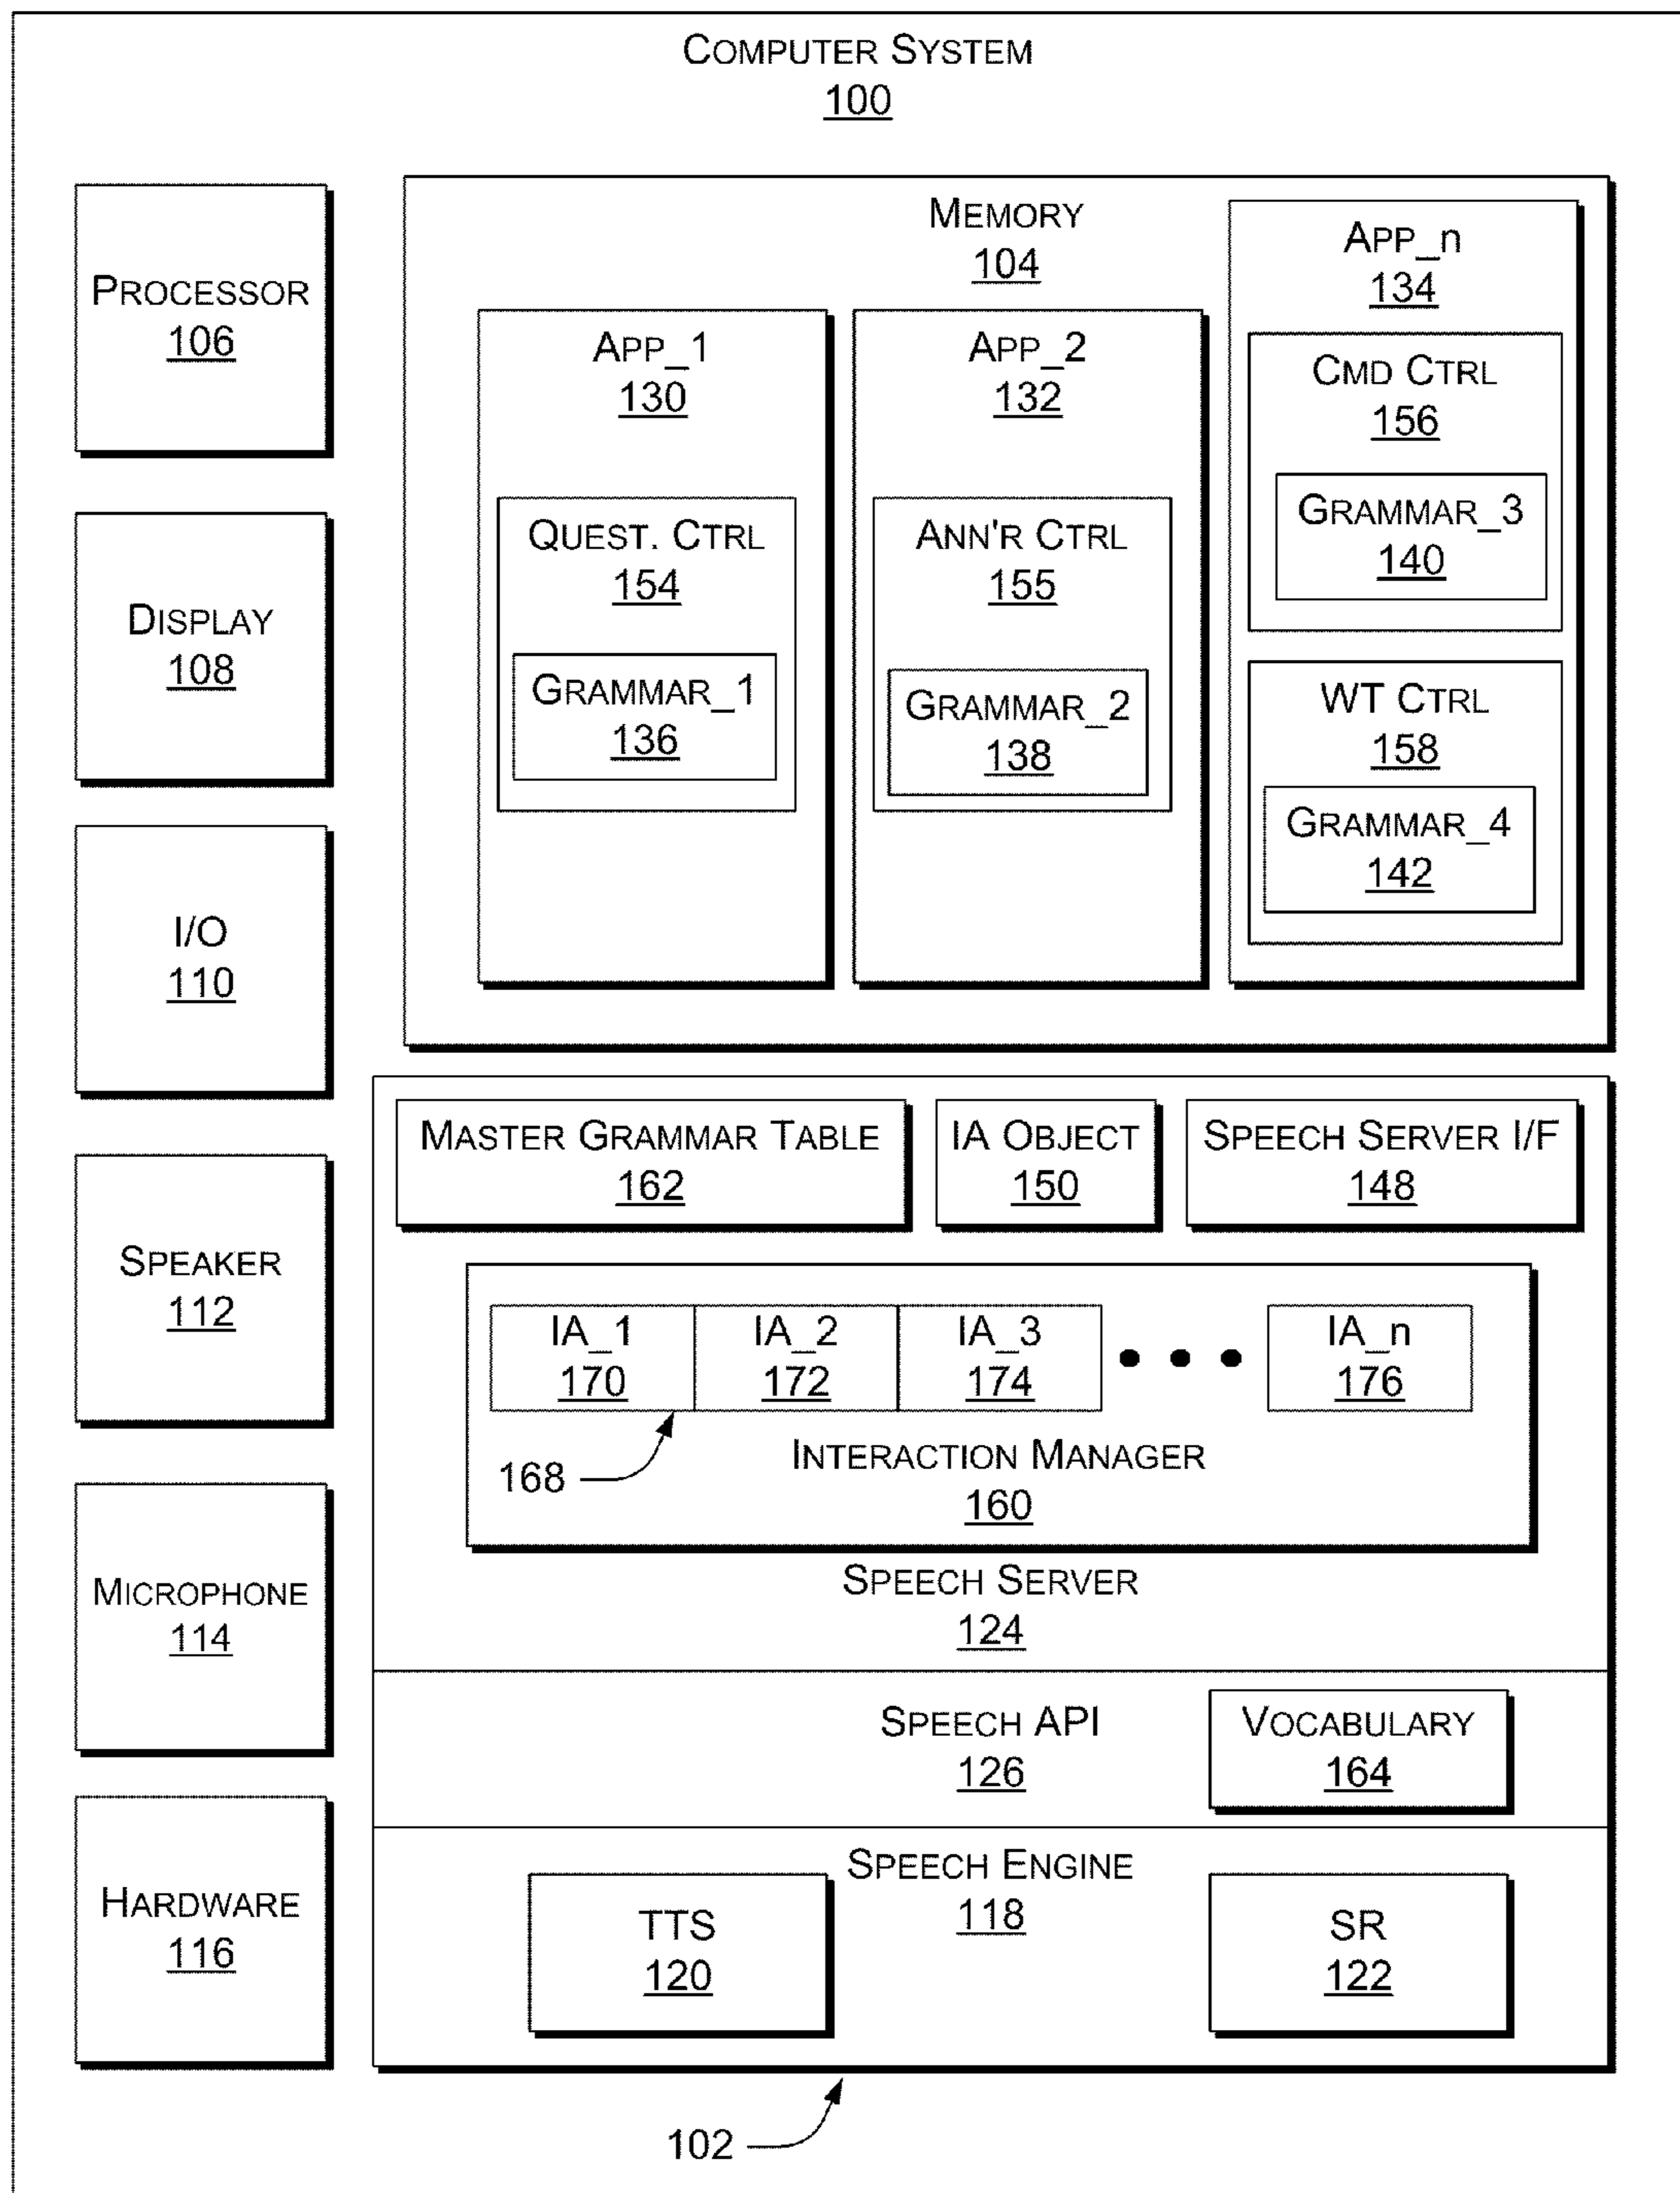 COMPUTER SYSTEM
100
PROCESSOR
106
DISPLAY
108
I/O
110
SPEAKER
112
MICROPHONE
114
HARDWARE
116
MEMORY
104
APP_1
130
QUEST. CTRL
154
GRAMMAR_1
136
APP_2
132
ANN'R CTRL
155
GRAMMAR_2
138
APP_n
134
CMD CTRL
156
GRAMMAR_3
140
WT CTRL
158
GRAMMAR_4
142
MASTER GRAMMAR TABLE
162
IA OBJECT
150
SPEECH SERVER I/F
148
IA_1
170
IA_2
172
IA_3
174
IA_n
176
168
INTERACTION MANAGER
160
SPEECH SERVER
124
SPEECH API
126
VOCABULARY
164
SPEECH ENGINE
118
TTS
120
SR
122
102